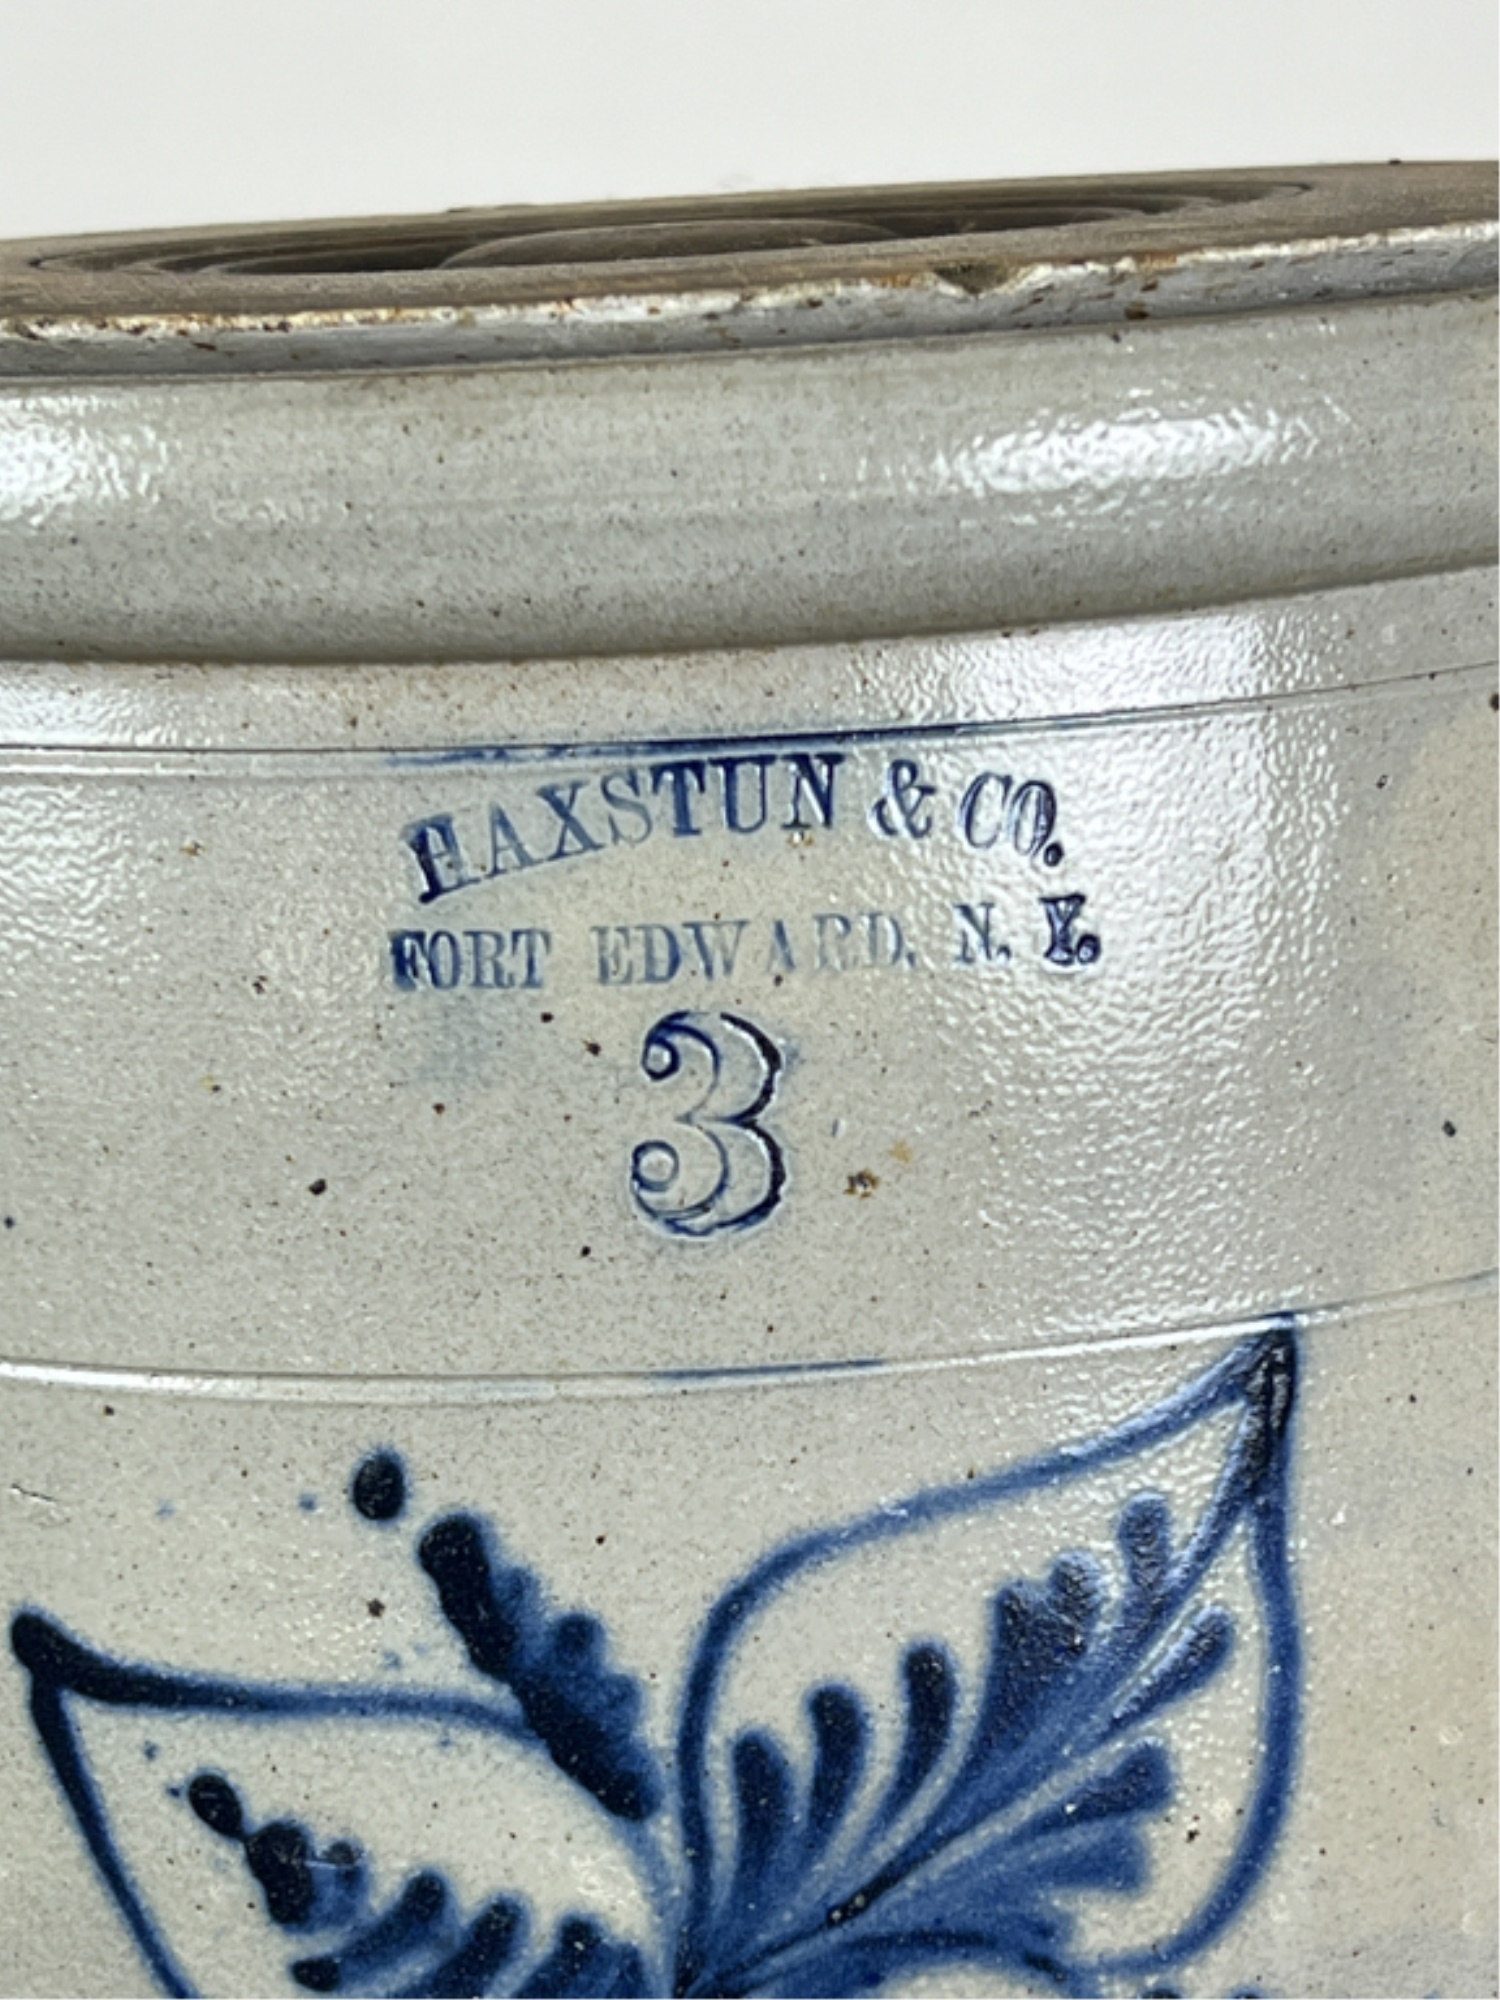 HAXSTUN & CO.
FORT EDWARD, N. Y.
3